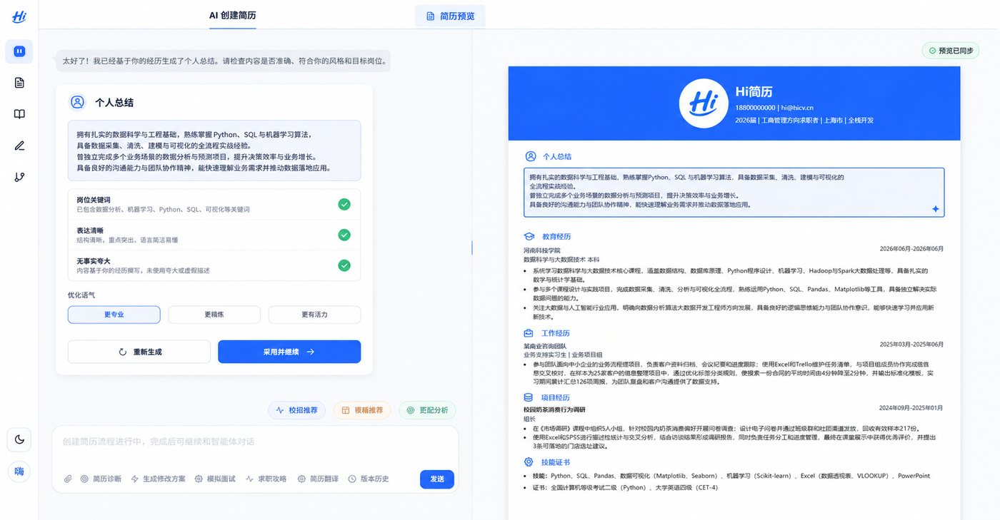 Hi
AI 创建简历
简历预览
太好了！我已经基于你的经历生成了个人总结。请检查内容是否准确、符合你的风格和目标岗位。
个人总结
拥有扎实的数据科学与工程基础，熟练掌握 Python、SQL 与机器学习算法，
具备数据采集、清洗、建模与可视化的全流程实战经验。
曾独立完成多个业务场景的数据分析与预测项目，提升决策效率与业务增长。
具备良好的沟通能力与团队协作精神，能快速理解业务需求并推动数据落地应用。
岗位关键词
已包含数据分析、机器学习、Python、SQL、可视化等关键词
表达清晰
结构清晰，重点突出，语言简洁易懂
无事实夸大
内容基于你的经历撰写，未使用夸大或虚假描述
优化语气
更专业
更精炼
更有活力
重新生成
采用并继续
校招推荐
模精推荐
更配分析
创建简历流程进行中，完成后可继续和智能体对话
简历诊断
生成修改方案
模拟面试
求职攻略
简历翻译
版本历史
发送
嗨
预览已同步
Hi
Hi简历
18800000000 | hi@hicv.cn
2026届 | 工商管理方向求职者 | 上海市 | 全栈开发
个人总结
拥有扎实的数据科学与工程基础，熟练掌握Python、SQL 与机器学习算法，具备数据采集、清洗、建模与可视化的
全流程实战经验。
曾独立完成多个业务场景的数据分析与预测项目，提升决策效率与业务增长。
具备良好的沟通能力与团队协作精神，能快速理解业务需求并推动数据落地应用。
教育经历
河南科技学院
2026年06月-2026年06月
数据科学与大数据技术 本科
• 系统学习数据科学与大数据技术核心课程，涵盖数据结构、数据库原理、Python程序设计、机器学习、Hadoop与Spark大数据处理等，具备扎实的
数学与统计学基础。
• 参与多个课程设计与实践项目，完成数据采集、清洗、分析与可视化全流程，熟练运用Python、SQL、Pandas、Matplotlib等工具，具备独立解决实际
数据问题的能力。
• 关注大数据与人工智能行业应用，明确向数据分析算法大数据开发工程师方向发展，具备良好的逻辑思维能力与团队协作意识，能够快速学习并应用新
新技术。
工作经历
某商业咨询团队
2025年03月-2025年06月
业务支持实习生 | 业务项目组
• 参与团队面向中小企业的业务流程梳项目，负责客户资料归档、会议纪要和进度跟踪；使用Excel和Trello维护任务清单，与项目组成员协作完成信
息交叉核对，在样本为25家客户的信息整理项目中，通过优化标签分类规则，使搜索一份合同的平均时间由4分钟降至2分钟，并输出标准化模板，实
习期间累计汇总126项周报，为团队复盘和客户沟通提供了数据支持。
项目经历
校园奶茶消费行为调研
2024年09月-2025年01月
组长
• 在《市场调研》课程中组织5人小组，针对校园内奶茶消费偏好开展问卷调查；设计电子问卷并通过班级群和社团渠道发放，回收有效样本217份。
• 使用Excel和SPSS进行描述检统计与交叉分析，结合访谈结果形成调研报告，同时负责任务分工和进度管理，最终在课堂展示中获得优秀评价，并提出
3条可落地的门店选址建议。
技能证书
• 技能：Python、SQL、Pandas、数据可视化（Matplotlib、Seaborn）、机器学习（Scikit-learn）、Excel（数据透视表、VLOOKUP）、PowerPoint
• 证书：全国计算机等级考试二级（Python）、大学英语四级（CET-4）